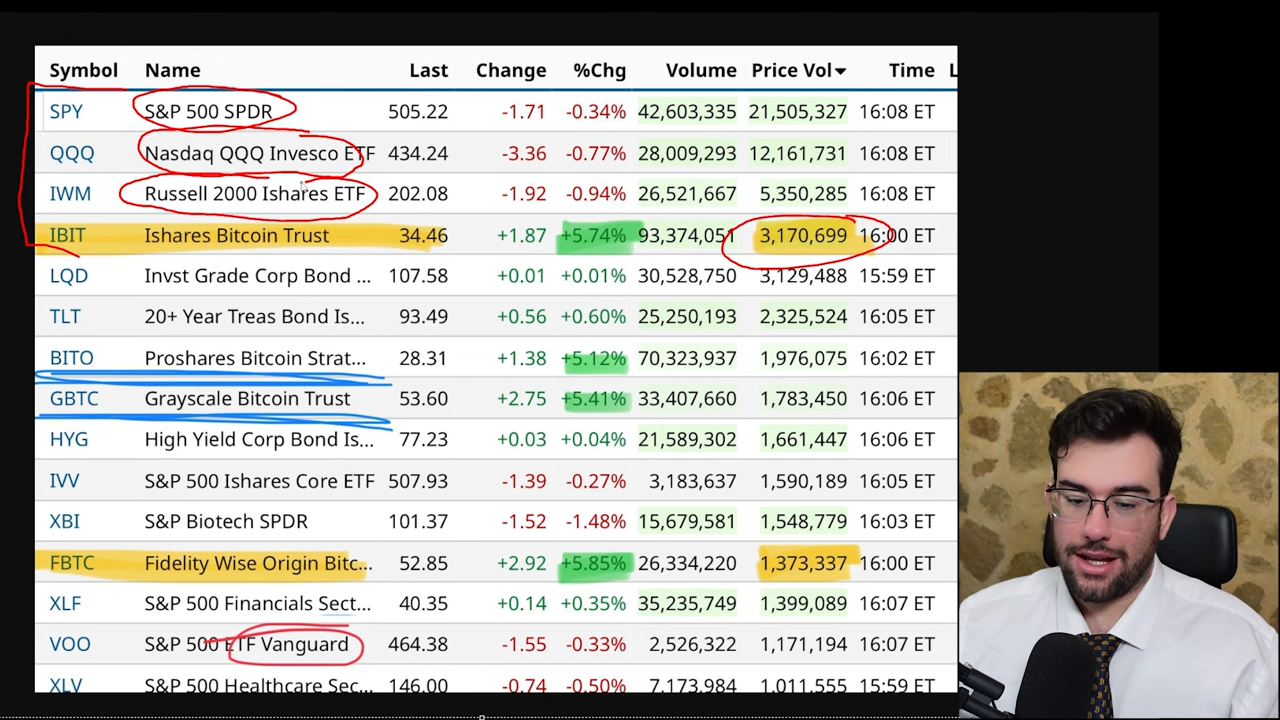 Symbol Name Last Change %Chg Volume Price Vol▼ Time L
SPY S&P 500 SPDR 505.22 -1.71 -0.34% 42,603,335 21,505,327 16:08 ET
QQQ Nasdaq QQQ Invesco ETF 434.24 -3.36 -0.77% 28,009,293 12,161,731 16:08 ET
IWM Russell 2000 Ishares ETF 202.08 -1.92 -0.94% 26,521,667 5,350,285 16:08 ET
IBIT Ishares Bitcoin Trust 34.46 +1.87 +5.74% 93,374,051 3,170,699 16:00 ET
LQD Invst Grade Corp Bond ... 107.58 +0.01 +0.01% 30,528,750 3,129,488 15:59 ET
TLT 20+ Year Treas Bond Is... 93.49 +0.56 +0.60% 25,250,193 2,325,524 16:05 ET
BITO Proshares Bitcoin Strat... 28.31 +1.38 +5.12% 70,323,937 1,976,075 16:02 ET
GBTC Grayscale Bitcoin Trust 53.60 +2.75 +5.41% 33,407,660 1,783,450 16:06 ET
HYG High Yield Corp Bond Is... 77.23 +0.03 +0.04% 21,589,302 1,661,447 16:06 ET
IVV S&P 500 Ishares Core ETF 507.93 -1.39 -0.27% 3,183,637 1,590,189 16:05 ET
XBI S&P Biotech SPDR 101.37 -1.52 -1.48% 15,679,581 1,548,779 16:03 ET
FBTC Fidelity Wise Origin Bitc... 52.85 +2.92 +5.85% 26,334,220 1,373,337 16:00 ET
XLF S&P 500 Financials Sect... 40.35 +0.14 +0.35% 35,235,749 1,399,089 16:07 ET
VOO S&P 500 ETF Vanguard 464.38 -1.55 -0.33% 2,526,322 1,171,194 16:07 ET
XLV S&P 500 Healthcare Sec... 146.00 -0.74 -0.50% 7,173,984 1,011,555 15:59 ET